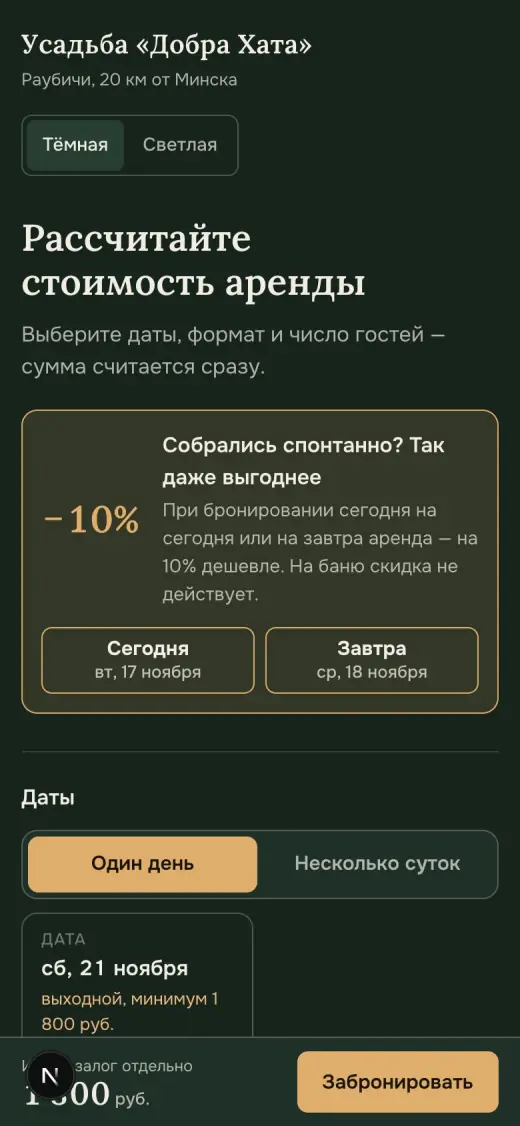 Усадьба «Добра Хата»
Раубичи, 20 км от Минска
Тёмная Светлая
Рассчитайте
стоимость аренды
Выберите даты, формат и число гостей —
сумма считается сразу.
−10%
Собрались спонтанно? Так
даже выгоднее
При бронировании сегодня на
сегодня или на завтра аренда — на
10% дешевле. На баню скидка не
действует.
Сегодня
вт, 17 ноября
Завтра
ср, 18 ноября
Даты
Один день Несколько суток
ДАТА
сб, 21 ноября
выходной, минимум 1
800 руб.
залог отдельно
руб.
N
Забронировать